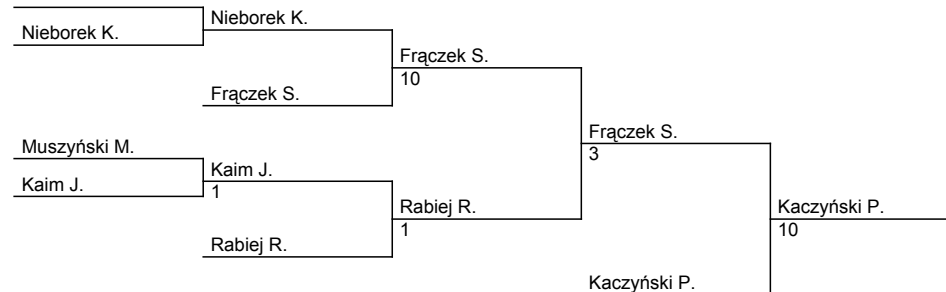 Nieborek K.
Nieborek K.
Frączek S.
10
Frączek S.
Frączek S.
3
Muszyński M.
Kaim J.
1
Kaim J.
Rabiej R.
1
Kaczyński P.
10
Rabiej R.
Kaczyński P.